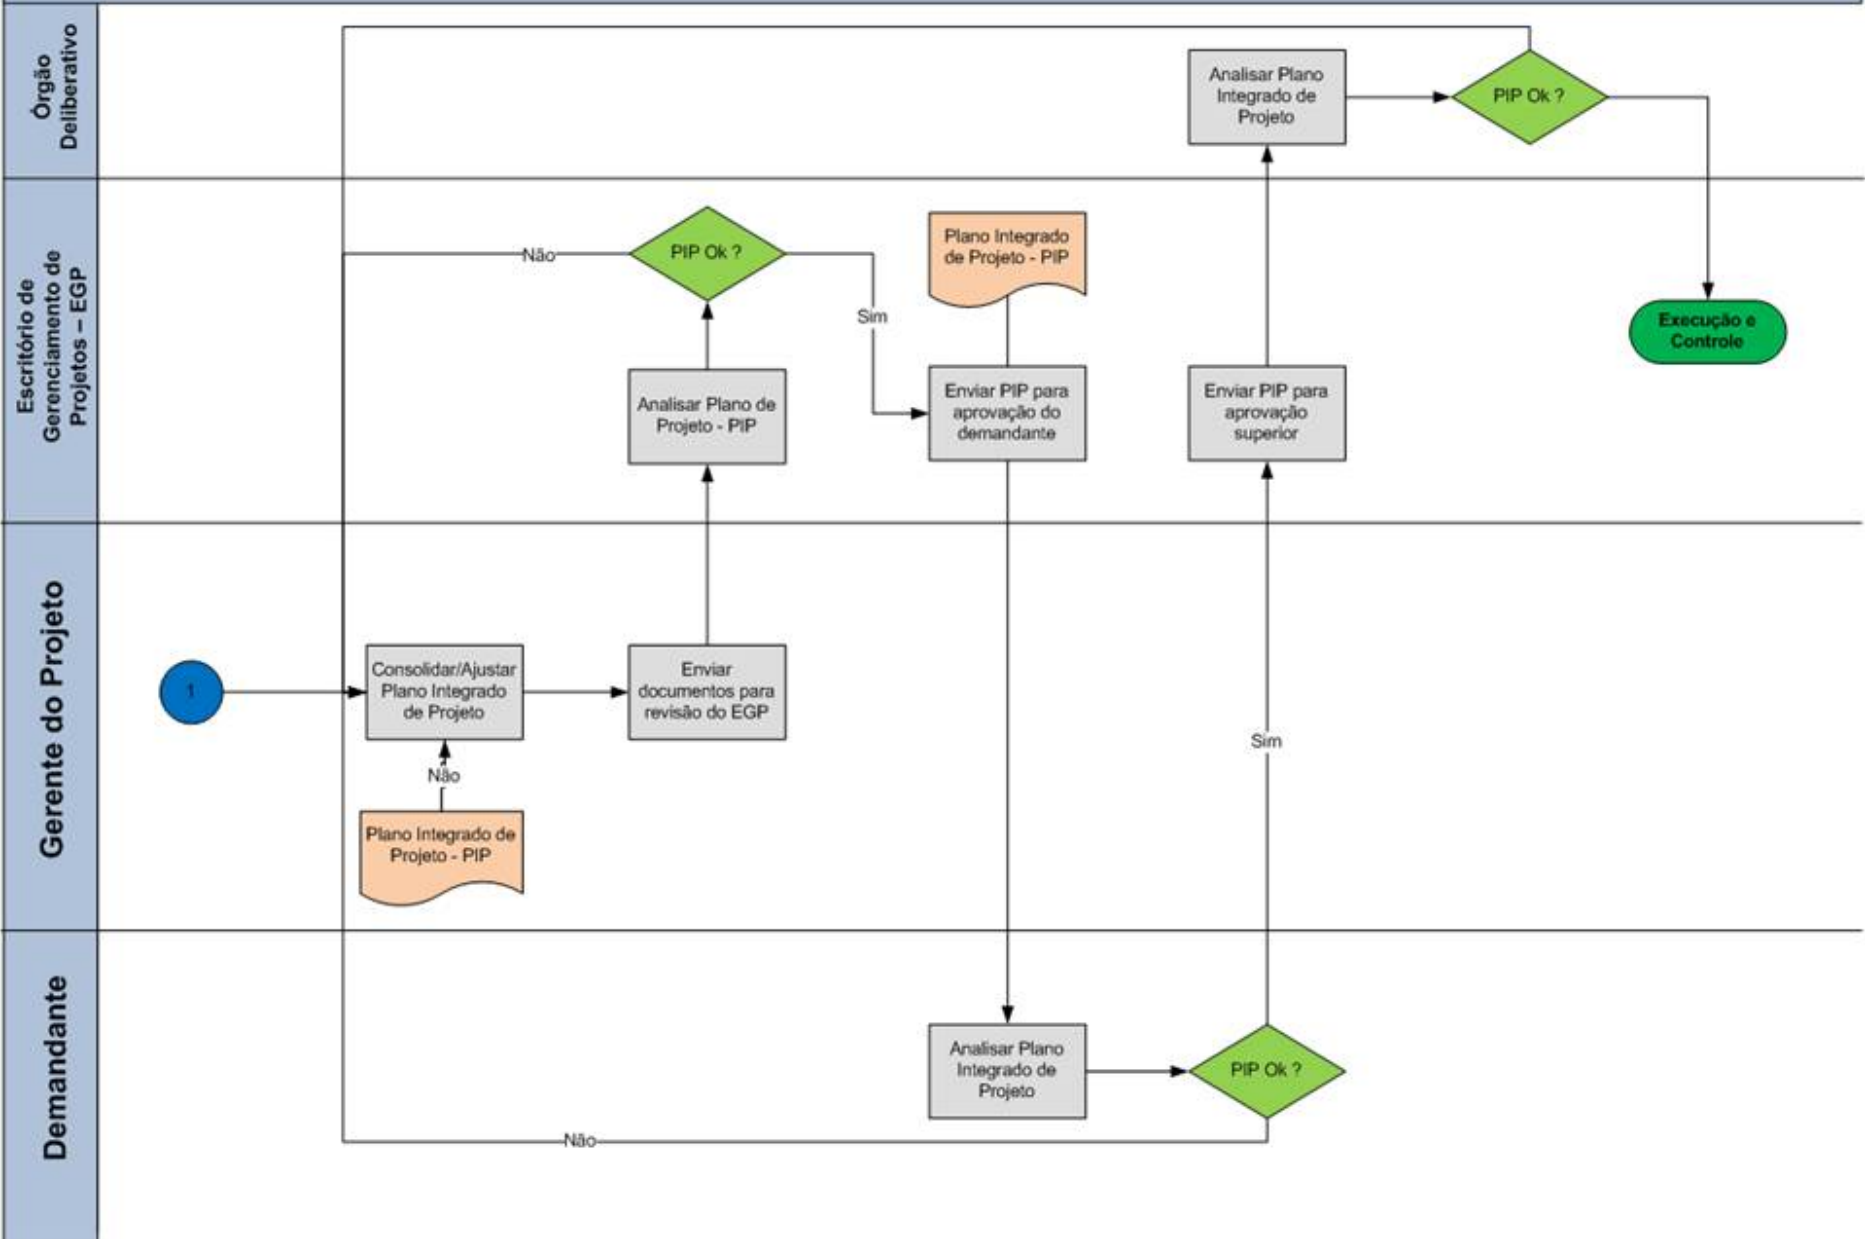 Órgão
Deliberativo
Analisar Plano
Integrado de
Projeto
PIP Ok ?
Escritório de
Gerenciamento de
Projetos – EGP
Não
PIP Ok ?
Sim
Analisar Plano de
Projeto - PIP
Plano Integrado
de Projeto - PIP
Enviar PIP para
aprovação do
demandante
Enviar PIP para
aprovação
superior
Execução e
Controle
Gerente do Projeto
1
Consolidar/Ajustar
Plano Integrado
de Projeto
Enviar
documentos para
revisão do EGP
Não
Plano Integrado de
Projeto - PIP
Sim
Demandante
Analisar Plano
Integrado de
Projeto
PIP Ok ?
Não